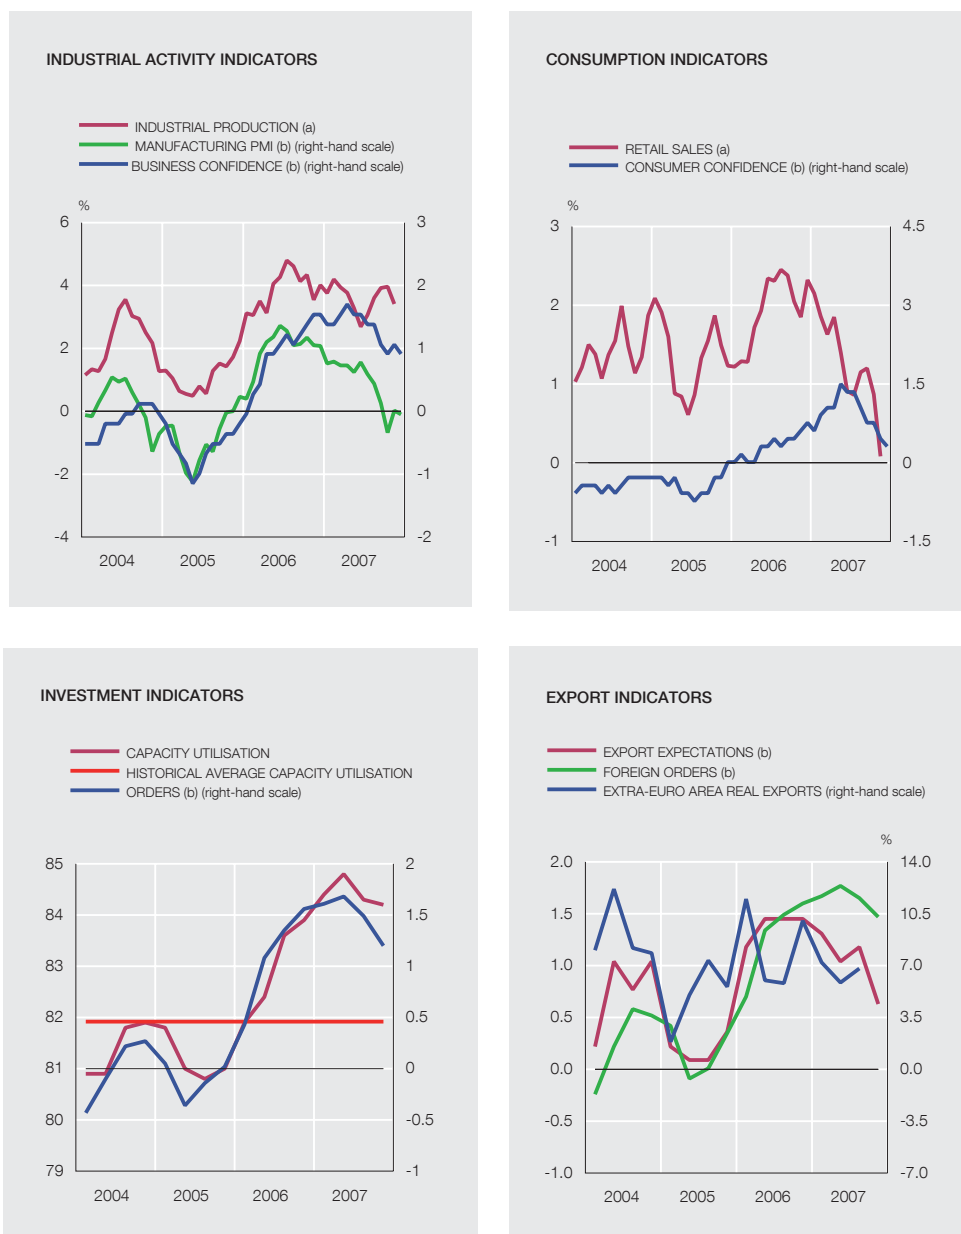 INDUSTRIAL ACTIVITY INDICATORS
INDUSTRIAL PRODUCTION (a)
MANUFACTURING PMI (b) (right-hand scale)
BUSINESS CONFIDENCE (b) (right-hand scale)
%
6 3
4 2
2 1
0 0
-2 -1
-4 -2
2004 2005 2006 2007
CONSUMPTION INDICATORS
RETAIL SALES (a)
CONSUMER CONFIDENCE (b) (right-hand scale)
%
3 4.5
2 3
1 1.5
0 0
-1 -1.5
2004 2005 2006 2007
INVESTMENT INDICATORS
CAPACITY UTILISATION
HISTORICAL AVERAGE CAPACITY UTILISATION
ORDERS (b) (right-hand scale)
85 2
84 1.5
83 1
82 0.5
81 0
80 -0.5
79 -1
2004 2005 2006 2007
EXPORT INDICATORS
EXPORT EXPECTATIONS (b)
FOREIGN ORDERS (b)
EXTRA-EURO AREA REAL EXPORTS (right-hand scale)
%
2.0 14.0
1.5 10.5
1.0 7.0
0.5 3.5
0.0 0.0
-0.5 -3.5
-1.0 -7.0
2004 2005 2006 2007